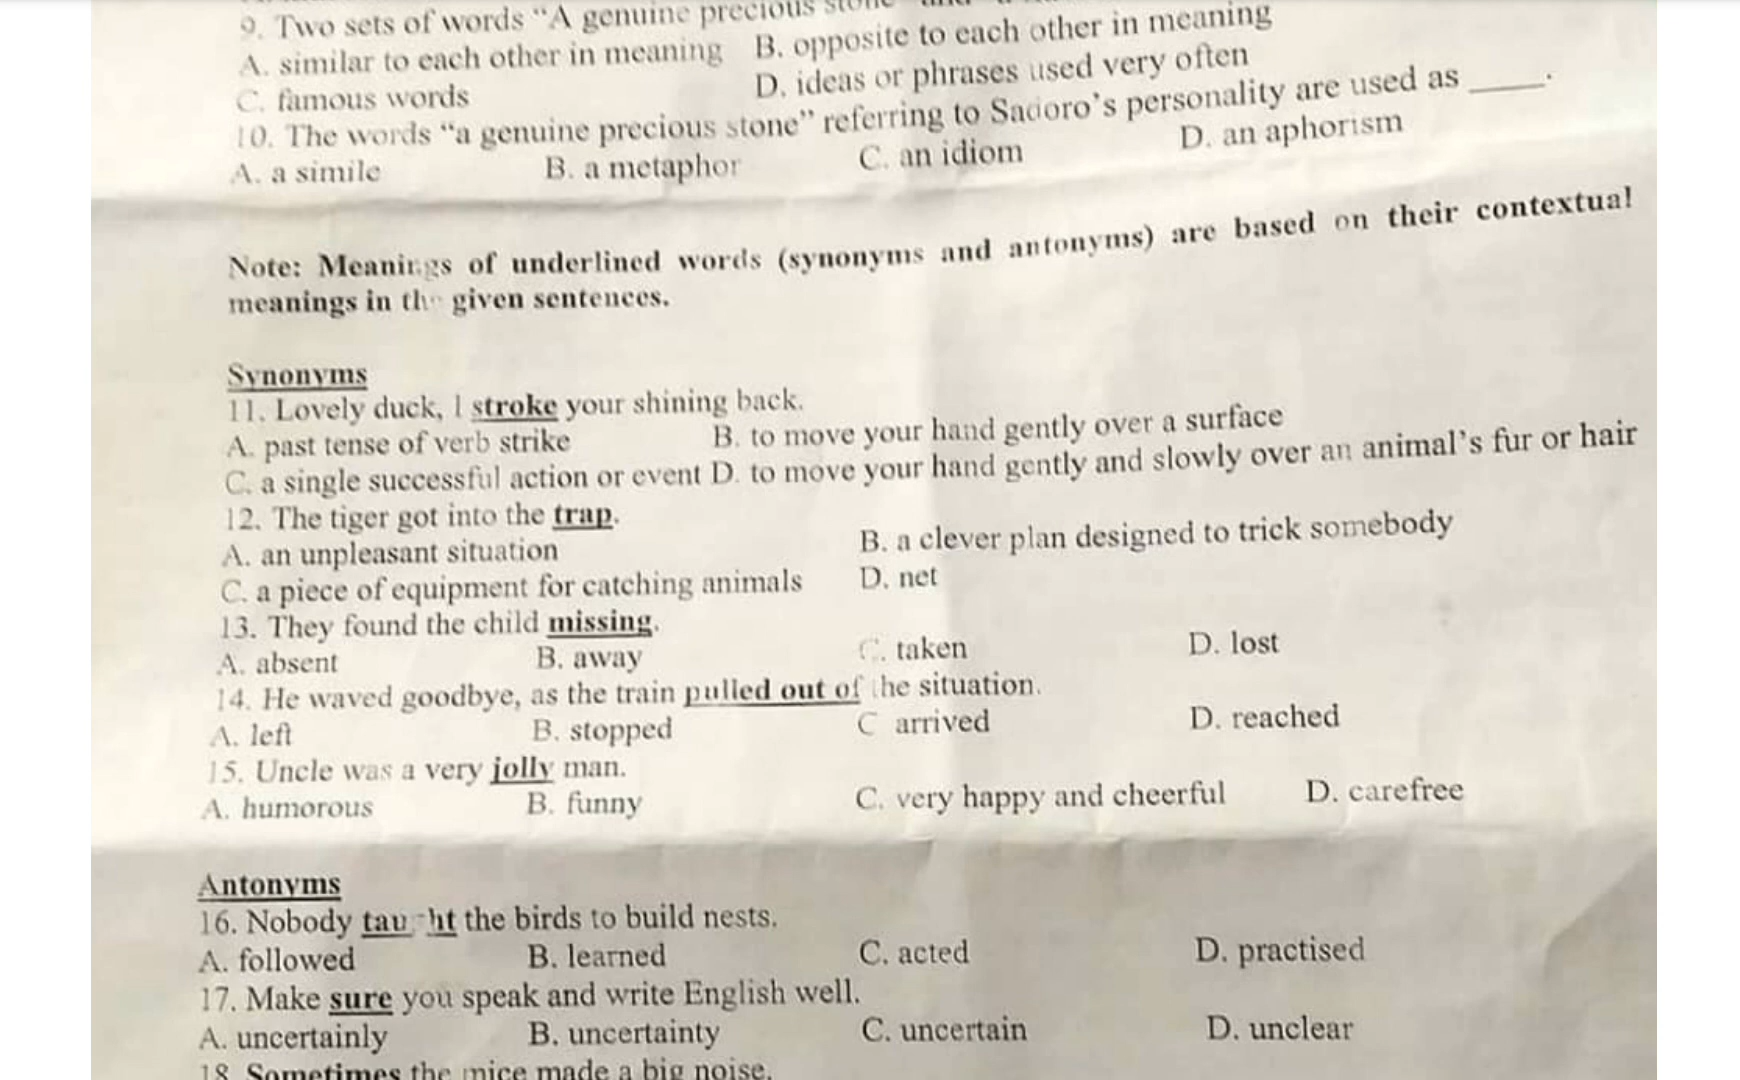 9. Two sets of words "A genuine precious stone
A. similar to each other in meaning B. opposite to each other in meaning
C. famous words D. ideas or phrases used very often
10. The words "a genuine precious stone" referring to Sadoro's personality are used as _____.
A. a simile B. a metaphor C. an idiom D. an aphorism
Note: Meanings of underlined words (synonyms and antonyms) are based on their contextual
meanings in the given sentences.
Synonyms
11. Lovely duck, I stroke your shining back.
A. past tense of verb strike B. to move your hand gently over a surface
C. a single successful action or event D. to move your hand gently and slowly over an animal's fur or hair
12. The tiger got into the trap.
A. an unpleasant situation B. a clever plan designed to trick somebody
C. a piece of equipment for catching animals D. net
13. They found the child missing.
A. absent B. away C. taken D. lost
14. He waved goodbye, as the train pulled out of the situation.
A. left B. stopped C arrived D. reached
15. Uncle was a very jolly man.
A. humorous B. funny C. very happy and cheerful D. carefree
Antonyms
16. Nobody taught the birds to build nests.
A. followed B. learned C. acted D. practised
17. Make sure you speak and write English well.
A. uncertainly B. uncertainty C. uncertain D. unclear
18. Sometimes the mice made a big noise.